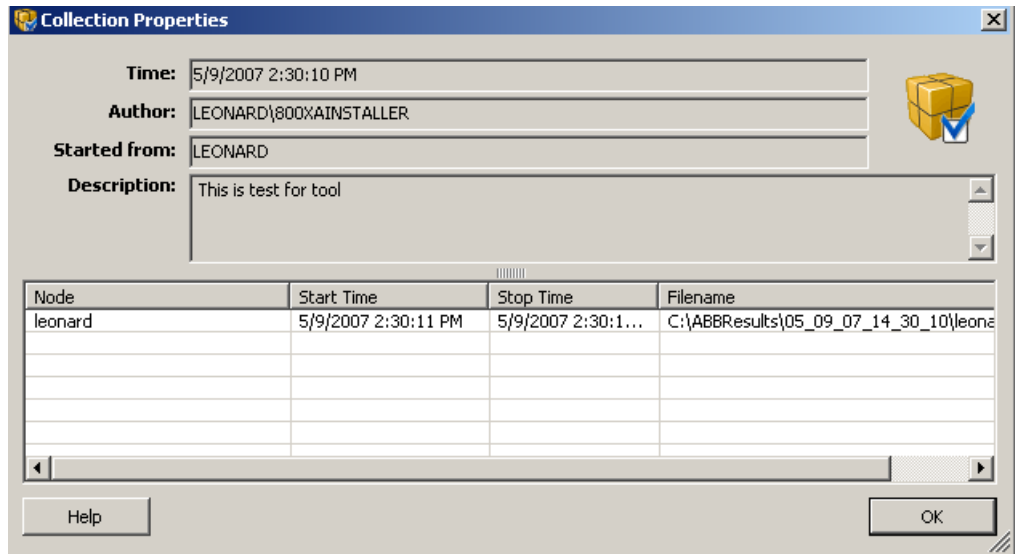 Collection Properties
Time: 5/9/2007 2:30:10 PM
Author: LEONARD\800XAINSTALLER
Started from: LEONARD
Description: This is test for tool
Node Start Time Stop Time Filename
leonard 5/9/2007 2:30:11 PM 5/9/2007 2:30:1... C:\ABBResults\05_09_07_14_30_10\leona
Help OK